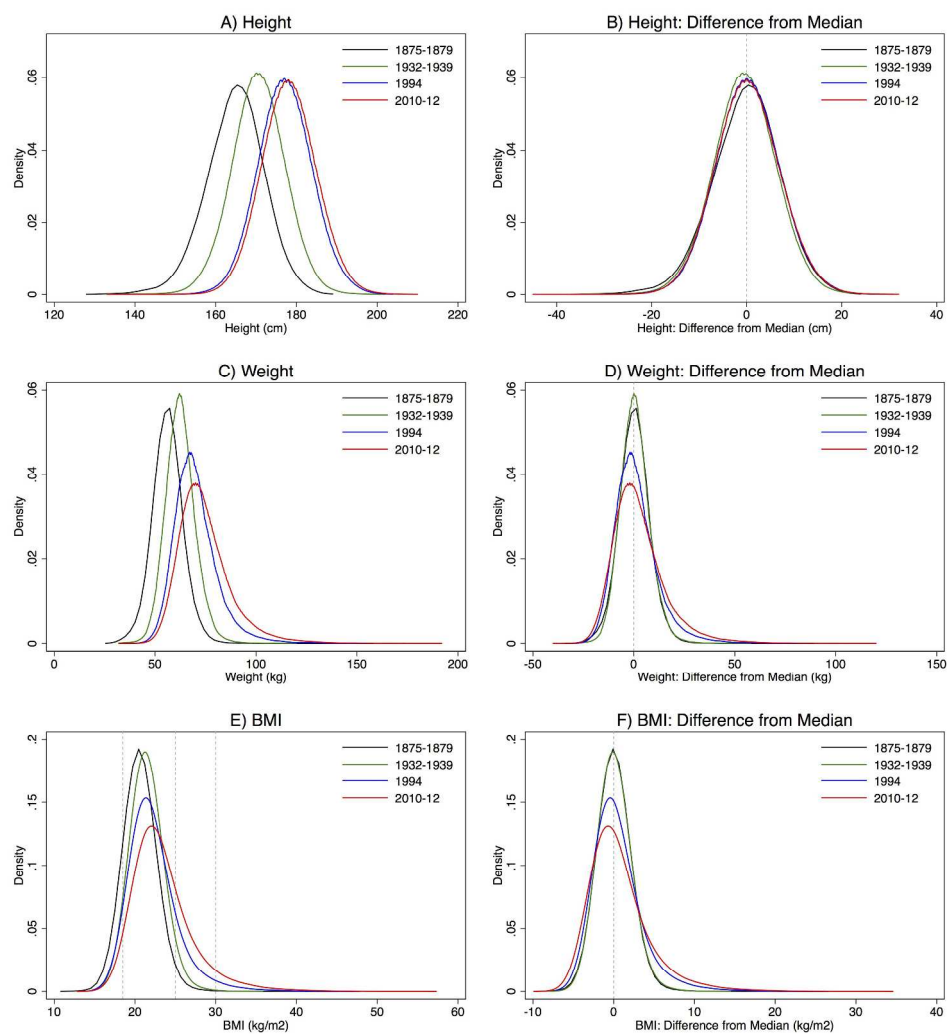 A) Height
1875-1879
1932-1939
1994
2010-12
Density
0 .02 .04 .06
120 140 160 180 200 220
Height (cm)
B) Height: Difference from Median
1875-1879
1932-1939
1994
2010-12
Density
0 .02 .04 .06
-40 -20 0 20 40
Height: Difference from Median (cm)
C) Weight
1875-1879
1932-1939
1994
2010-12
Density
0 .02 .04 .06
0 50 100 150 200
Weight (kg)
D) Weight: Difference from Median
1875-1879
1932-1939
1994
2010-12
Density
0 .02 .04 .06
-50 0 50 100 150
Weight: Difference from Median (kg)
E) BMI
1875-1879
1932-1939
1994
2010-12
Density
0 .05 .1 .15 .2
10 20 30 40 50 60
BMI (kg/m2)
F) BMI: Difference from Median
1875-1879
1932-1939
1994
2010-12
Density
0 .05 .1 .15 .2
-10 0 10 20 30 40
BMI: Difference from Median (kg/m2)